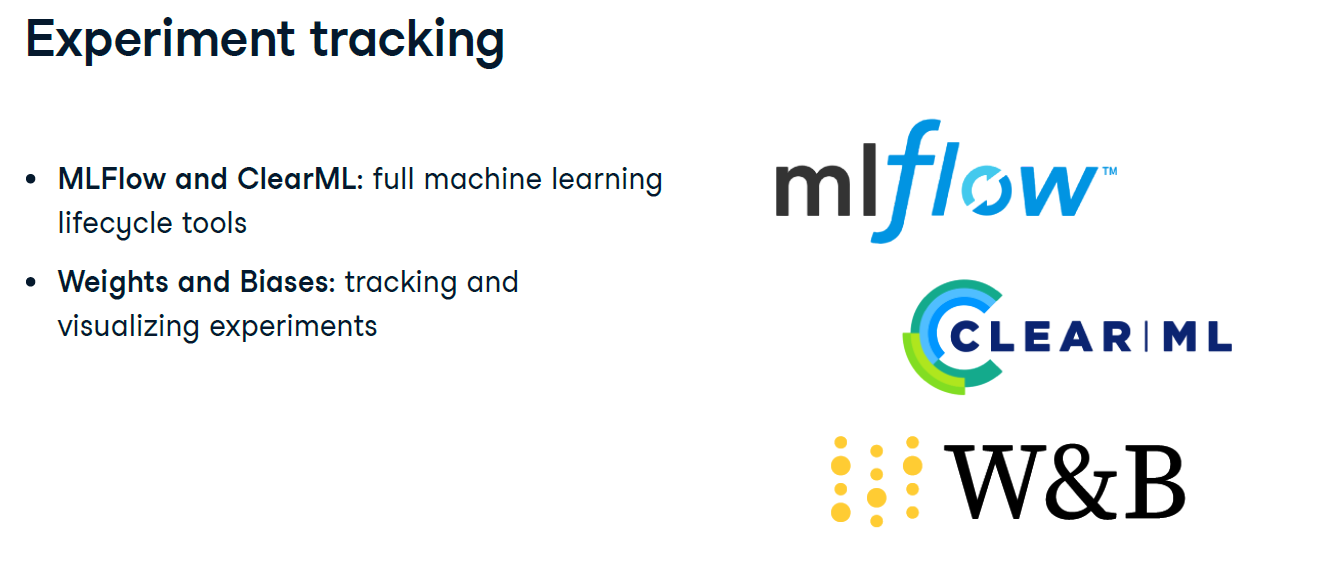 Experiment tracking
• MLFlow and ClearML: full machine learning
lifecycle tools
• Weights and Biases: tracking and
visualizing experiments
mlflow™
CLEAR|ML
W&B